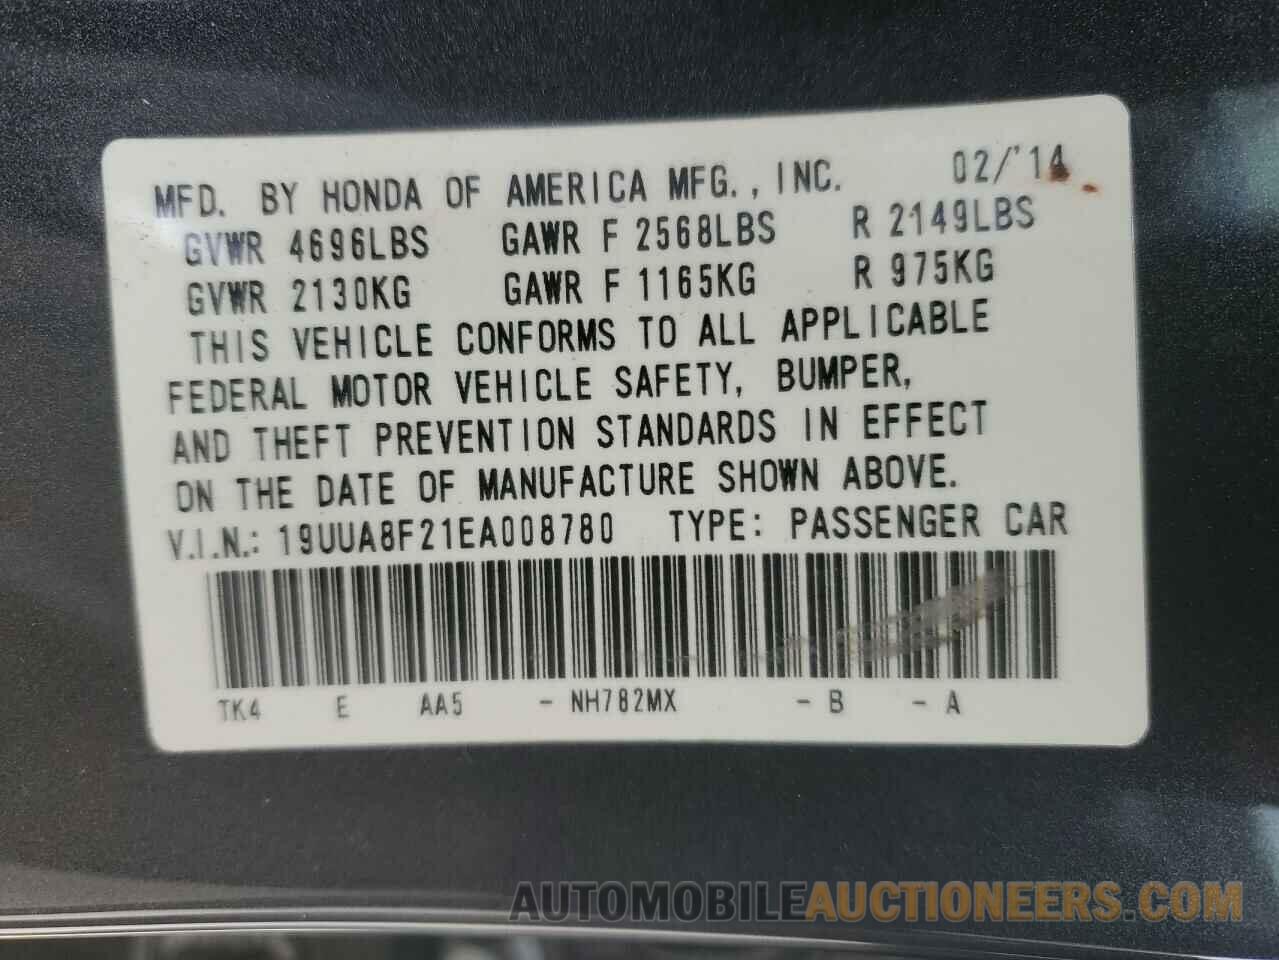 MFD. BY HONDA OF AMERICA MFG., INC. 02/'14
GVWR 4696LBS GAWR F 2568LBS R 2149LBS
GVWR 2130KG GAWR F 1165KG R 975KG
THIS VEHICLE CONFORMS TO ALL APPLICABLE
FEDERAL MOTOR VEHICLE SAFETY, BUMPER,
AND THEFT PREVENTION STANDARDS IN EFFECT
ON THE DATE OF MANUFACTURE SHOWN ABOVE.
V.I.N.: 19UUA8F21EA008780 TYPE: PASSENGER CAR
TK4 E AA5 - NH782MX - B - A
AUTOMOBILEAUCTIONEERS.COM